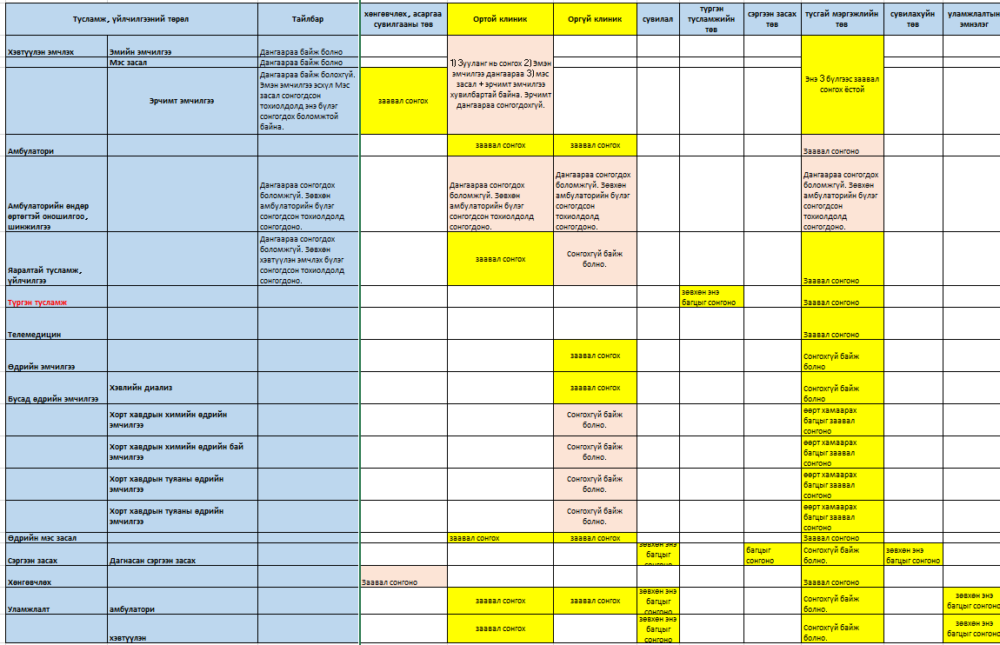 Тусламж, үйлчилгээний төрөл
Тайлбар
хөнгөвчлөх, асаргаа
сувилгааны төв
Ортой клиник
Оргүй клиник
сувилал
түргэн
тусламжийн
төв
сэргээн засах
төв
тусгай мэргэжлийн
төв
сувилахуйн
төв
уламжлалтын
эмнэлэг
Хэвтүүлэн эмчлэх
Эмийн эмчилгээ
Дангаараа байж болно
Мэс засал
Дангаараа байж болно
Эрчимт эмчилгээ
Дангаараа байж болохгүй.
Эмэн эмчилгээ эсхүл Мэс
засал сонгогдсон
тохиолдолд энэ бүлэг
сонгогдох боломжтой
байна.
заавал сонгох
1) Зууланг нь сонгох 2) Эмэн
эмчилгээ дангаараа 3) мэс
засал +эрчимт эмчилгээ
хувилбартай байна. Эрчимт
дангаараа сонгогдохгүй.
Энэ 3 бүлгээс заавал
сонгох ёстой
Амбулатори
заавал сонгох
заавал сонгох
Заавал сонгоно
Амбулаторийн өндөр
өртөгтэй оношилгоо,
шинжилгээ
Дангаараа сонгогдох
боломжгүй. Зөвхөн
амбулаторийн бүлэг
сонгогдсон тохиолдолд
сонгогдоно.
Дангаараа сонгогдох
боломжгүй. Зөвхөн
амбулаторийн бүлэг
сонгогдсон тохиолдолд
сонгогдоно.
Дангаараа сонгогдох
боломжгүй. Зөвхөн
амбулаторийн бүлэг
сонгогдсон
тохиолдолд
сонгогдоно.
Дангаараа сонгогдох
боломжгүй. Зөвхөн
амбулаторийн бүлэг
сонгогдсон
тохиолдолд
сонгогдоно.
Яаралтай тусламж,
үйлчилгээ
Дангаараа сонгогдох
боломжгүй. Зөвхөн
хэвтүүлэн эмчлэх бүлэг
сонгогдсон тохиолдолд
сонгогдоно.
заавал сонгох
Сонгохгүй байж
болно.
Заавал сонгоно
Түргэн тусламж
зөвхөн энэ
багцыг сонгоно
Заавал сонгоно
Телемедицин
Заавал сонгоно
Өдрийн эмчилгээ
заавал сонгох
Сонгохгүй байж
болно
Бусад өдрийн эмчилгээ
Хэвлийн диализ
заавал сонгох
Сонгохгүй байж
болно
Хорт хавдрын химийн өдрийн
эмчилгээ
Сонгохгүй байж
болно.
өөрт хамаарах
багцыг заавал
сонгоно
Хорт хавдрын химийн өдрийн бай
эмчилгээ
Сонгохгүй байж
болно.
өөрт хамаарах
багцыг заавал
сонгоно
Хорт хавдрын туяаны өдрийн
эмчилгээ
Сонгохгүй байж
болно.
өөрт хамаарах
багцыг заавал
сонгоно
Хорт хавдрын туяаны өдрийн
эмчилгээ
Сонгохгүй байж
болно.
өөрт хамаарах
багцыг заавал
сонгоно
Өдрийн мэс засал
заавал сонгох
заавал сонгох
Заавал сонгоно
Сэргээн засах
Дагнасан сэргээн засах
зөвхөн энэ
багцыг
сонгоно
багцыг
сонгоно
Сонгохгүй байж
болно.
зөвхөн энэ
багцыг сонгоно
Хөнгөвчлөх
Заавал сонгоно
Заавал сонгоно
Уламжлалт
амбулатори
заавал сонгох
заавал сонгох
зөвхөн энэ
багцыг
сонгоно
Сонгохгүй байж
болно.
зөвхөн энэ
багцыг сонгоно
хэвтүүлэн
заавал сонгох
зөвхөн энэ
багцыг
сонгоно
Сонгохгүй байж
болно.
зөвхөн энэ
багцыг сонгоно